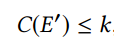 C(E′) ≤ k.